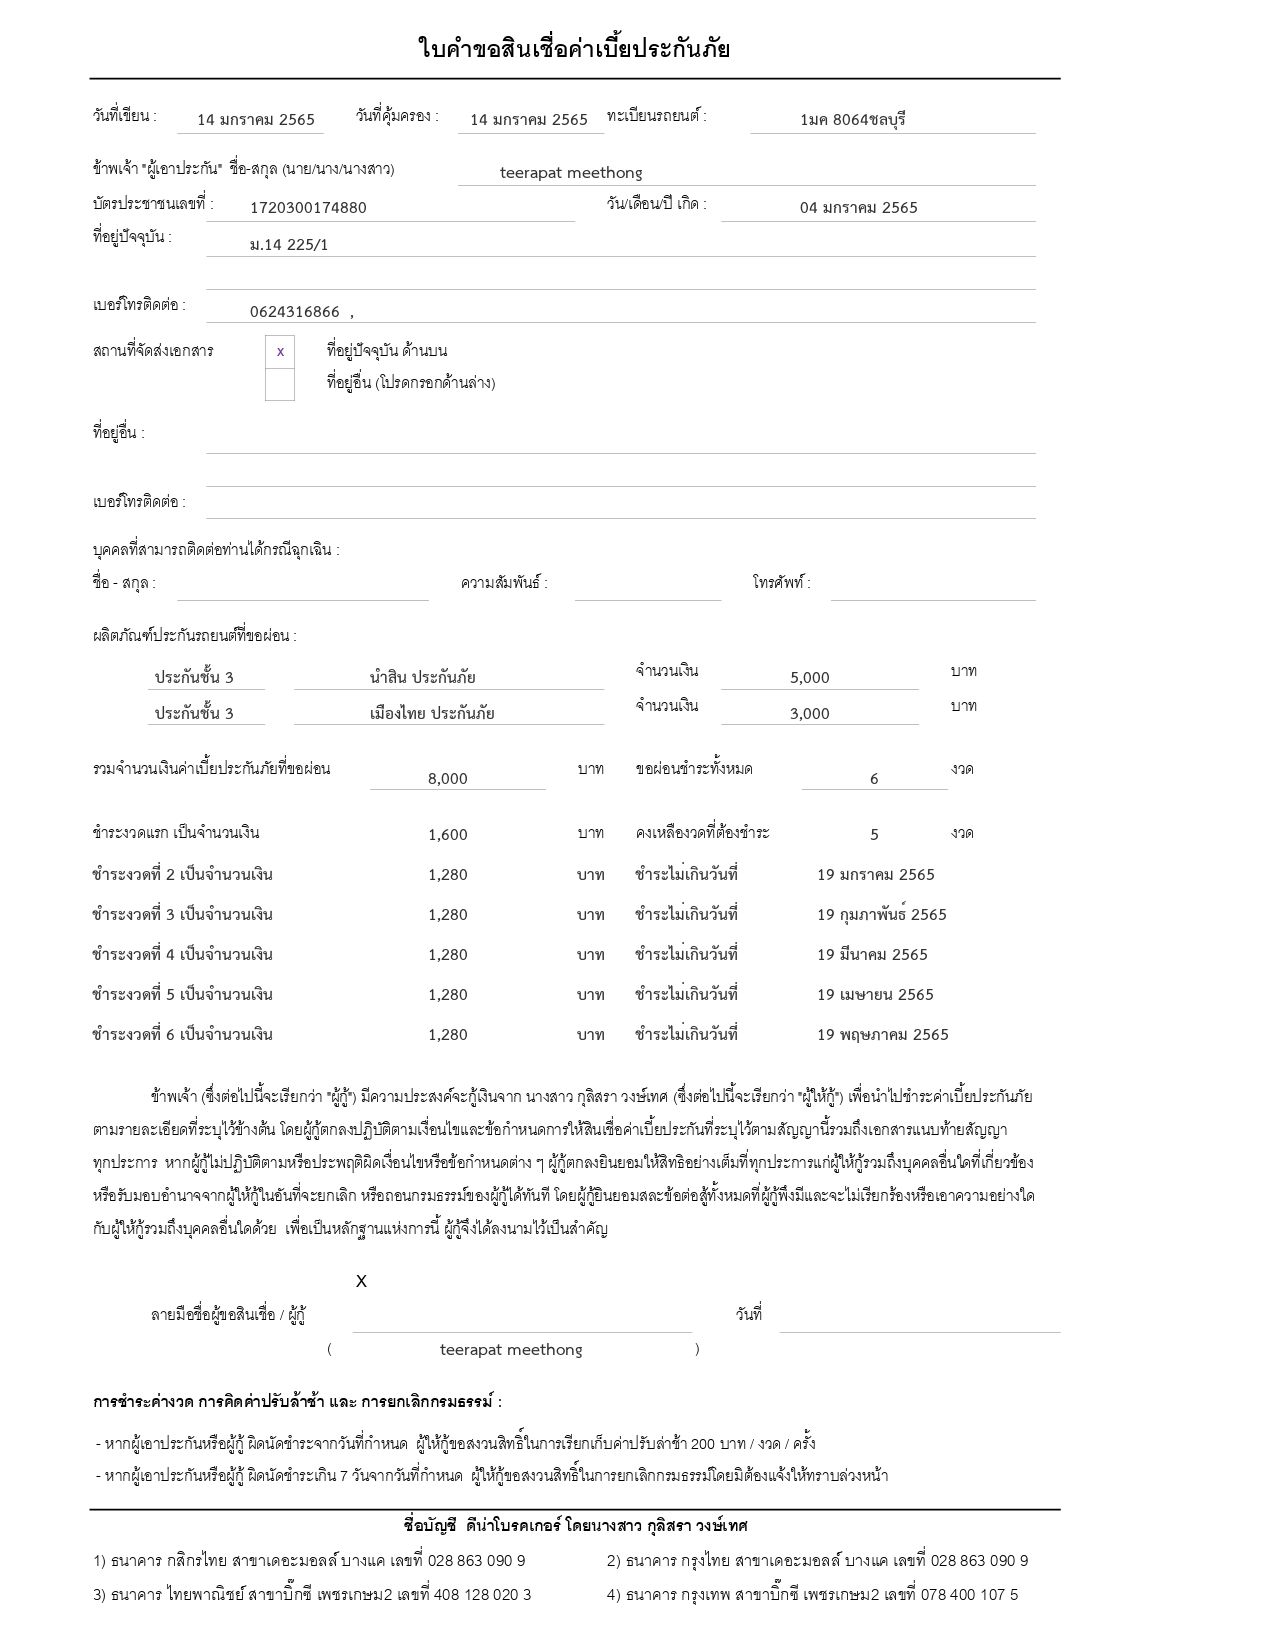 ใบคำขอสินเชื่อค่าเบี้ยประกันภัย
วันที่เขียน : 14 มกราคม 2565 วันที่คุ้มครอง : 14 มกราคม 2565 ทะเบียนรถยนต์ : 1มค 8064ชลบุรี
ข้าพเจ้า "ผู้เอาประกัน" ชื่อ-สกุล (นาย/นาง/นางสาว) teerapat meethong
บัตรประชาชนเลขที่ : 1720300174880 วัน/เดือน/ปี เกิด : 04 มกราคม 2565
ที่อยู่ปัจจุบัน : ม.14 225/1
เบอร์โทรติดต่อ : 0624316866 ,
สถานที่จัดส่งเอกสาร x ที่อยู่ปัจจุบัน ด้านบน
ที่อยู่อื่น (โปรดกรอกด้านล่าง)
ที่อยู่อื่น :
เบอร์โทรติดต่อ :
บุคคลที่สามารถติดต่อท่านได้กรณีฉุกเฉิน :
ชื่อ - สกุล : ความสัมพันธ์ : โทรศัพท์ :
ผลิตภัณฑ์ประกันรถยนต์ที่ขอผ่อน :
ประกันชั้น 3 นำสิน ประกันภัย จำนวนเงิน 5,000 บาท
ประกันชั้น 3 เมืองไทย ประกันภัย จำนวนเงิน 3,000 บาท
รวมจำนวนเงินค่าเบี้ยประกันภัยที่ขอผ่อน 8,000 บาท ขอผ่อนชำระทั้งหมด 6 งวด
ชำระงวดแรก เป็นจำนวนเงิน 1,600 บาท คงเหลืองวดที่ต้องชำระ 5 งวด
ชำระงวดที่ 2 เป็นจำนวนเงิน 1,280 บาท ชำระไม่เกินวันที่ 19 มกราคม 2565
ชำระงวดที่ 3 เป็นจำนวนเงิน 1,280 บาท ชำระไม่เกินวันที่ 19 กุมภาพันธ์ 2565
ชำระงวดที่ 4 เป็นจำนวนเงิน 1,280 บาท ชำระไม่เกินวันที่ 19 มีนาคม 2565
ชำระงวดที่ 5 เป็นจำนวนเงิน 1,280 บาท ชำระไม่เกินวันที่ 19 เมษายน 2565
ชำระงวดที่ 6 เป็นจำนวนเงิน 1,280 บาท ชำระไม่เกินวันที่ 19 พฤษภาคม 2565
ข้าพเจ้า (ซึ่งต่อไปนี้จะเรียกว่า "ผู้กู้") มีความประสงค์จะกู้เงินจาก นางสาว กุลิสรา วงษ์เทศ (ซึ่งต่อไปนี้จะเรียกว่า "ผู้ให้กู้") เพื่อนำไปชำระค่าเบี้ยประกันภัย
ตามรายละเอียดที่ระบุไว้ข้างต้น โดยผู้กู้ตกลงปฏิบัติตามเงื่อนไขและข้อกำหนดการให้สินเชื่อค่าเบี้ยประกันที่ระบุไว้ตามสัญญานี้รวมถึงเอกสารแนบท้ายสัญญา
ทุกประการ หากผู้กู้ไม่ปฏิบัติตามหรือประพฤติผิดเงื่อนไขหรือข้อกำหนดต่าง ๆ ผู้กู้ตกลงยินยอมให้สิทธิอย่างเต็มที่ทุกประการแก่ผู้ให้กู้รวมถึงบุคคลอื่นใดที่เกี่ยวข้อง
หรือรับมอบอำนาจจากผู้ให้กู้ในอันที่จะยกเลิก หรือถอนกรมธรรม์ของผู้กู้ได้ทันที โดยผู้กู้ยินยอมสละข้อต่อสู้ทั้งหมดที่ผู้กู้พึงมีและจะไม่เรียกร้องหรือเอาความอย่างใด
กับผู้ให้กู้รวมถึงบุคคลอื่นใดด้วย เพื่อเป็นหลักฐานแห่งการนี้ ผู้กู้จึงได้ลงนามไว้เป็นสำคัญ
X
ลายมือชื่อผู้ขอสินเชื่อ / ผู้กู้ วันที่
( teerapat meethong )
การชำระค่างวด การคิดค่าปรับล้าช้า และ การยกเลิกกรมธรรม์ :
- หากผู้เอาประกันหรือผู้กู้ ผิดนัดชำระจากวันที่กำหนด ผู้ให้กู้ขอสงวนสิทธิ์ในการเรียกเก็บค่าปรับล่าช้า 200 บาท / งวด / ครั้ง
- หากผู้เอาประกันหรือผู้กู้ ผิดนัดชำระเกิน 7 วันจากวันที่กำหนด ผู้ให้กู้ขอสงวนสิทธิ์ในการยกเลิกกรมธรรม์โดยมิต้องแจ้งให้ทราบล่วงหน้า
ชื่อบัญชี ดีน่าโบรคเกอร์ โดยนางสาว กุลิสรา วงษ์เทศ
1) ธนาคาร กสิกรไทย สาขาเดอะมอลล์ บางแค เลขที่ 028 863 090 9 2) ธนาคาร กรุงไทย สาขาเดอะมอลล์ บางแค เลขที่ 028 863 090 9
3) ธนาคาร ไทยพาณิชย์ สาขาบิ๊กซี เพชรเกษม2 เลขที่ 408 128 020 3 4) ธนาคาร กรุงเทพ สาขาบิ๊กซี เพชรเกษม2 เลขที่ 078 400 107 5